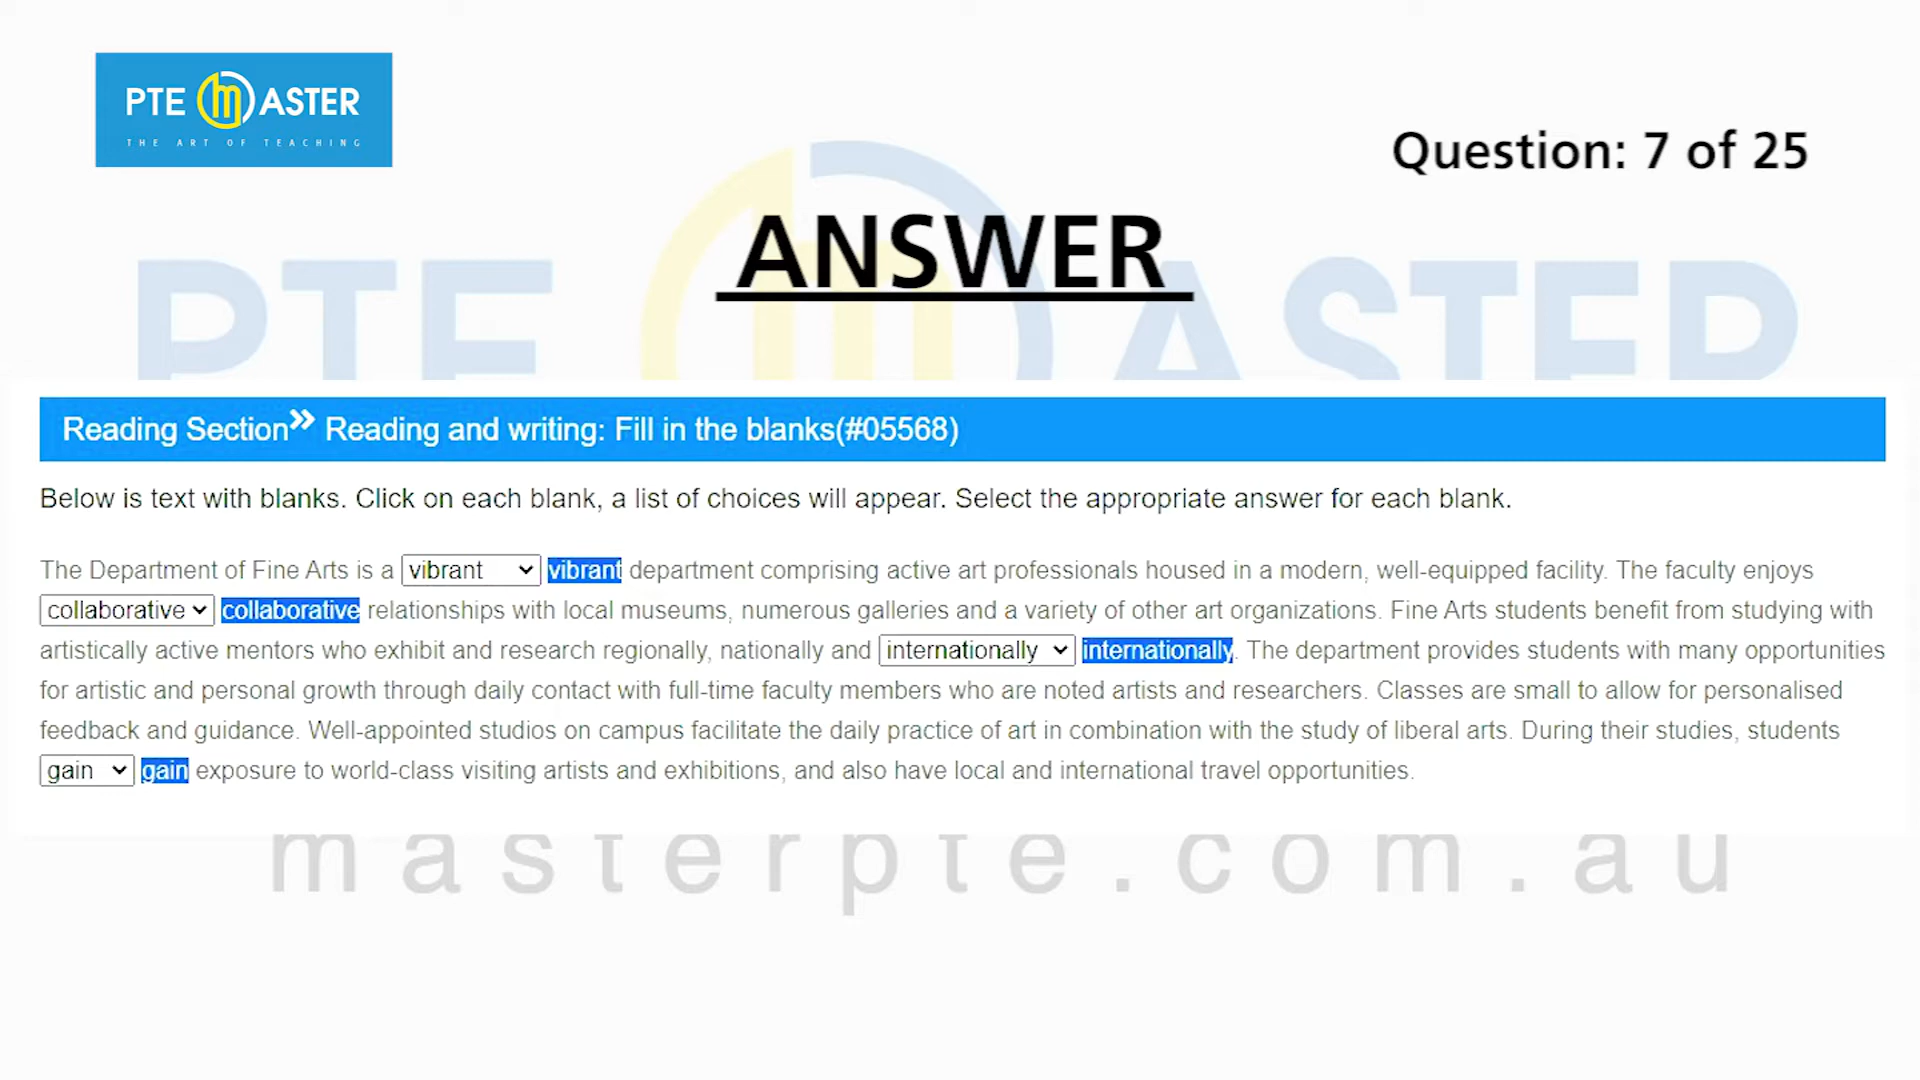 PTE MASTER
THE ART OF TEACHING
Question: 7 of 25
ANSWER
PTE MASTER
Reading Section» Reading and writing: Fill in the blanks(#05568)
Below is text with blanks. Click on each blank, a list of choices will appear. Select the appropriate answer for each blank.
The Department of Fine Arts is a vibrant vibrant department comprising active art professionals housed in a modern, well-equipped facility. The faculty enjoys
collaborative collaborative relationships with local museums, numerous galleries and a variety of other art organizations. Fine Arts students benefit from studying with
artistically active mentors who exhibit and research regionally, nationally and internationally internationally. The department provides students with many opportunities
for artistic and personal growth through daily contact with full-time faculty members who are noted artists and researchers. Classes are small to allow for personalised
feedback and guidance. Well-appointed studios on campus facilitate the daily practice of art in combination with the study of liberal arts. During their studies, students
gain gain exposure to world-class visiting artists and exhibitions, and also have local and international travel opportunities.
masterpte.com.au